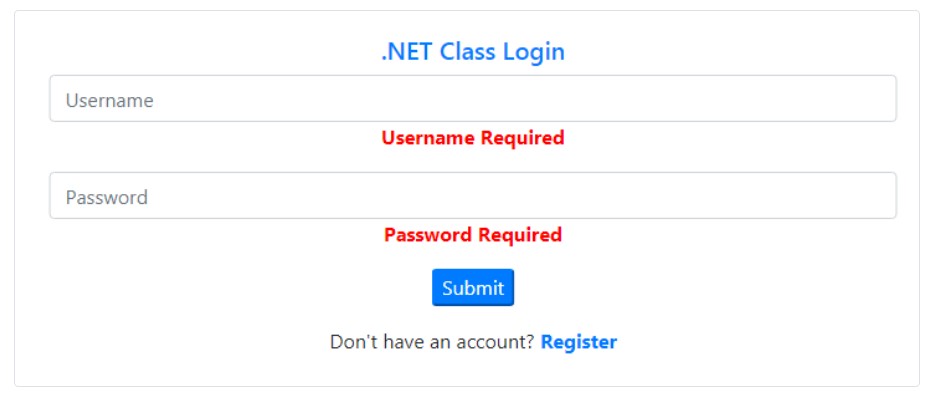 .NET Class Login
Username
Username Required
Password
Password Required
Submit
Don't have an account? Register